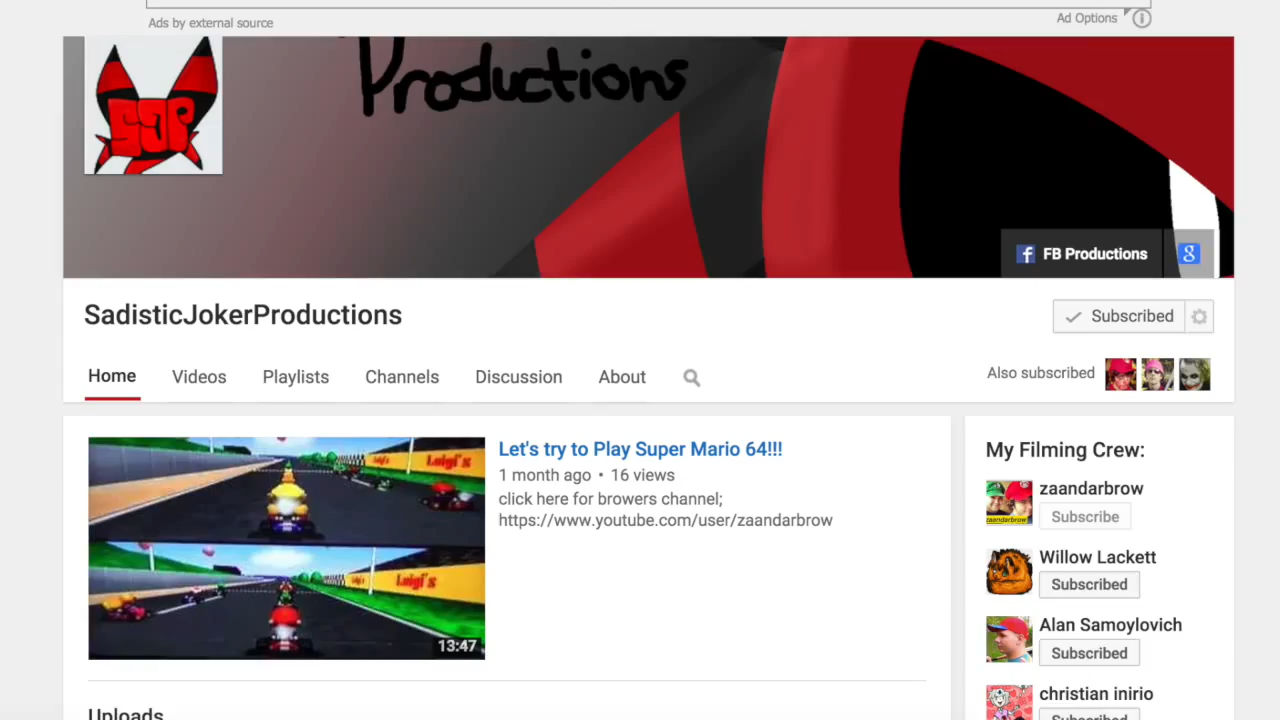 Ads by external source
Ad Options
Productions
SJP
FB Productions
SadisticJokerProductions
Subscribed
Home Videos Playlists Channels Discussion About
Also subscribed
Let's try to Play Super Mario 64!!!
1 month ago • 16 views
click here for browers channel;
https://www.youtube.com/user/zaandarbrow
Luigi's
Luigi's
13:47
My Filming Crew:
zaandarbrow
zaandarbrow
Subscribe
Willow Lackett
Subscribed
Alan Samoylovich
Subscribed
christian inirio
Subscribed
Uploads